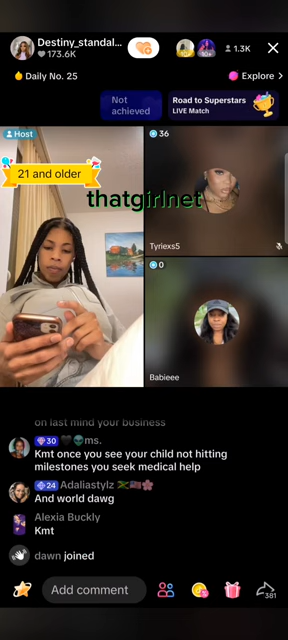 Destiny_standal...
173.6K
10+
10+
1.3K
Daily No. 25
Explore >
Not achieved
Road to Superstars
LIVE Match
Host
36
21 and older
thatgirlnet
Tyriexs5
0
Babieee
on last mind your business
30 🖤👽ms.
Kmt once you see your child not hitting
milestones you seek medical help
24 Adaliastylz 🇯🇲🇺🇸🌸
And world dawg
Alexia Buckly
Kmt
dawn joined
Add comment
381